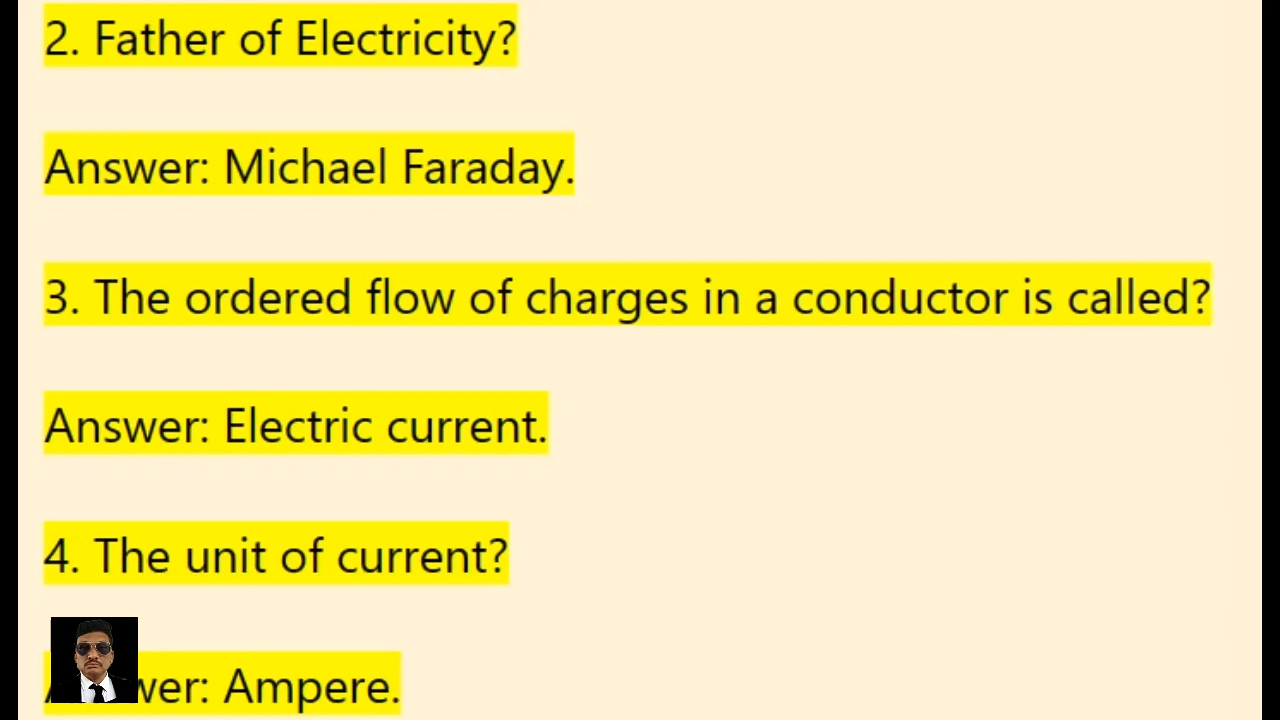 2. Father of Electricity?
Answer: Michael Faraday.
3. The ordered flow of charges in a conductor is called?
Answer: Electric current.
4. The unit of current?
Answer: Ampere.